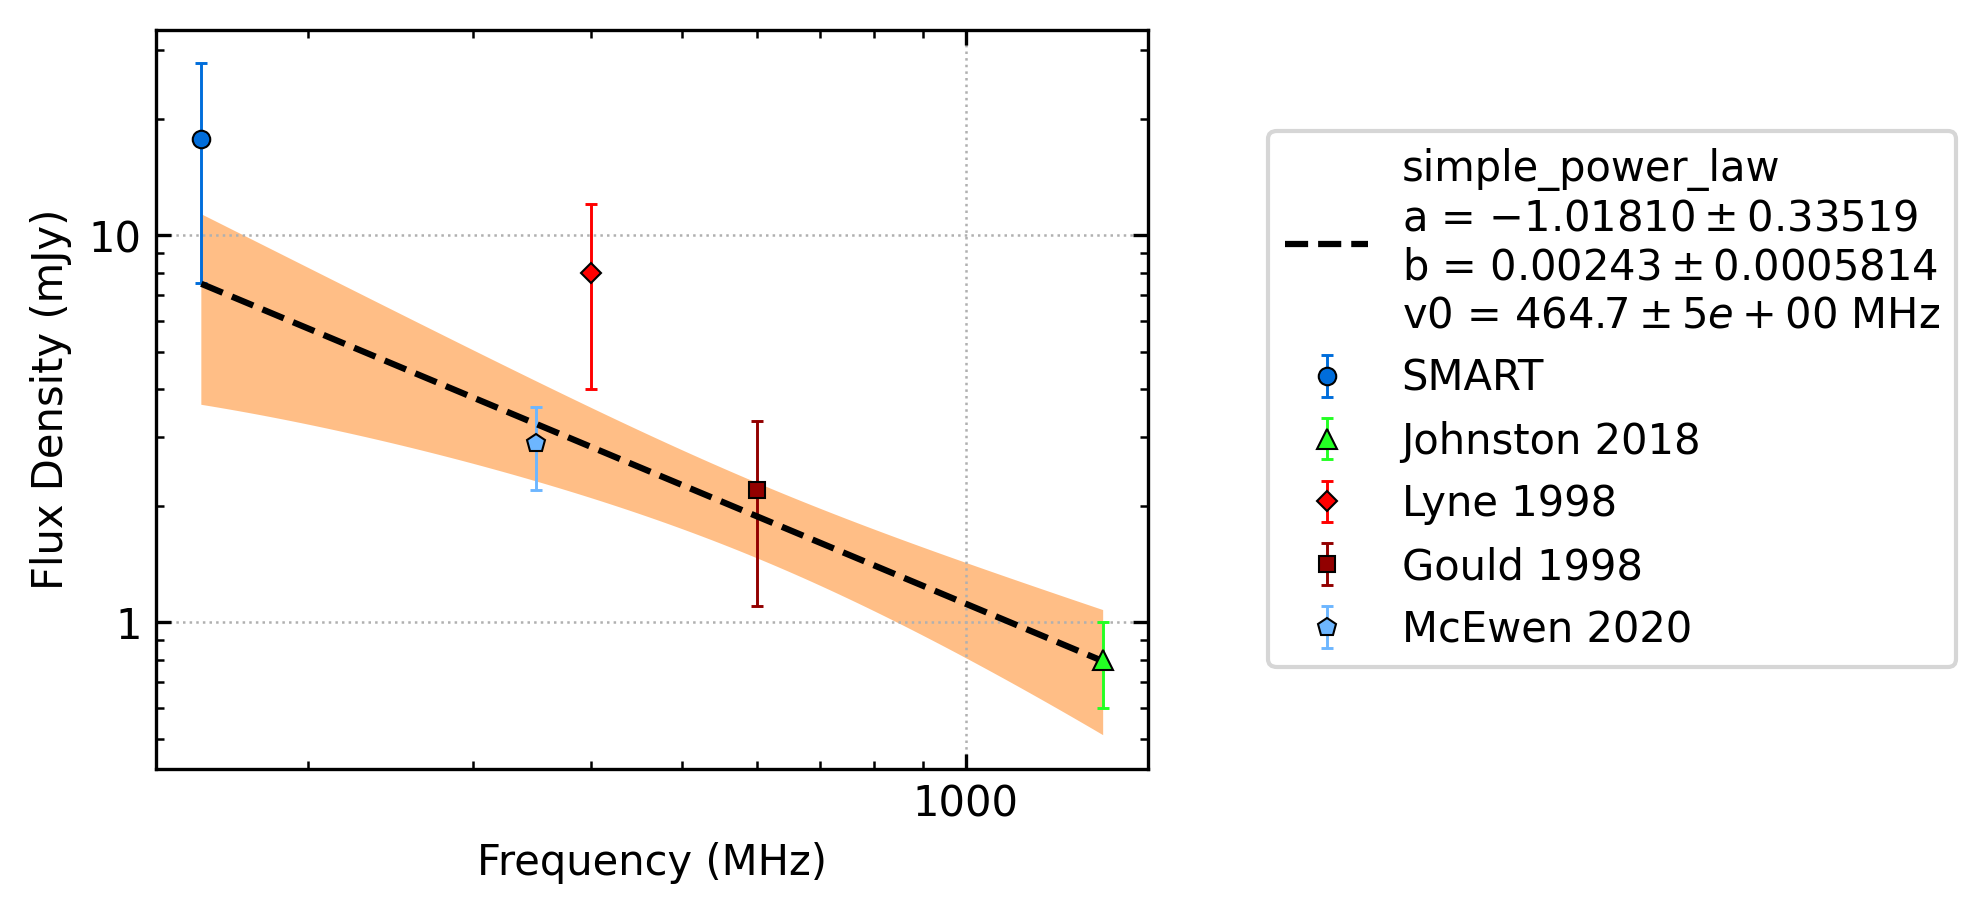 10
1
Flux Density (mJy)
1000
Frequency (MHz)
simple_power_law
a = −1.01810 ± 0.33519
b = 0.00243 ± 0.0005814
v0 = 464.7 ± 5e + 00 MHz
SMART
Johnston 2018
Lyne 1998
Gould 1998
McEwen 2020